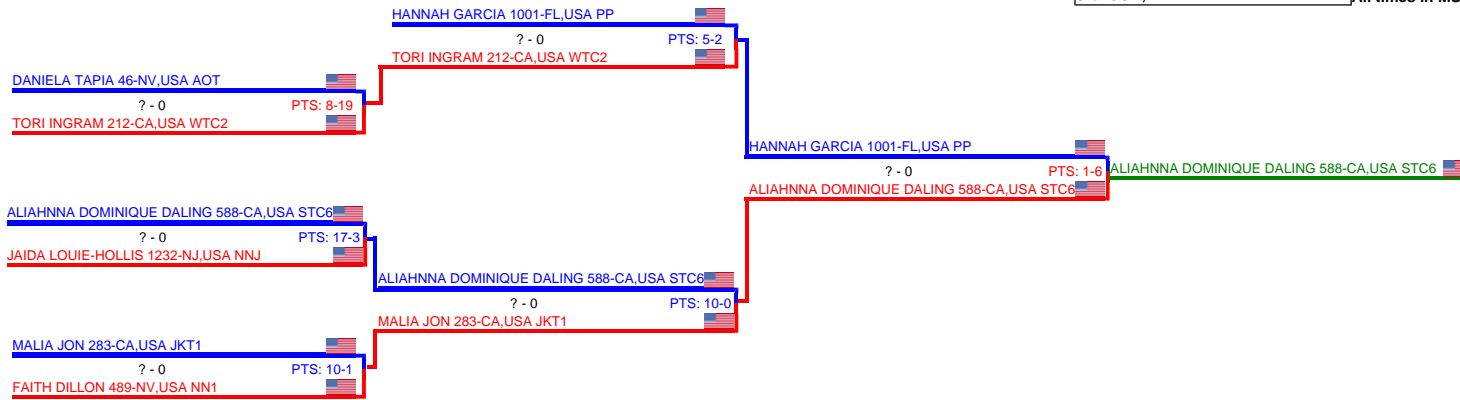 All times in
HANNAH GARCIA 1001-FL,USA PP
? - 0 PTS: 5-2
TORI INGRAM 212-CA,USA WTC2
DANIELA TAPIA 46-NV,USA AOT
? - 0 PTS: 8-19
TORI INGRAM 212-CA,USA WTC2
HANNAH GARCIA 1001-FL,USA PP
? - 0 PTS: 1-6
ALIAHNNA DOMINIQUE DALING 588-CA,USA STC6
ALIAHNNA DOMINIQUE DALING 588-CA,USA STC6
ALIAHNNA DOMINIQUE DALING 588-CA,USA STC6
? - 0 PTS: 17-3
JAIDA LOUIE-HOLLIS 1232-NJ,USA NNJ
ALIAHNNA DOMINIQUE DALING 588-CA,USA STC6
? - 0 PTS: 10-0
MALIA JON 283-CA,USA JKT1
MALIA JON 283-CA,USA JKT1
? - 0 PTS: 10-1
FAITH DILLON 489-NV,USA NN1